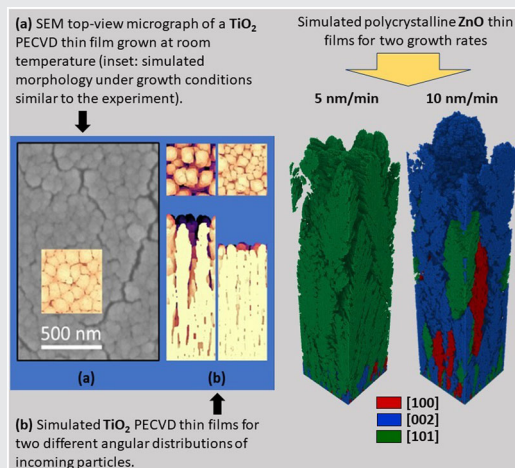 (a) SEM top-view micrograph of a TiO₂
PECVD thin film grown at room
temperature (inset: simulated
morphology under growth conditions
similar to the experiment).
500 nm
(a)
(b)
(b) Simulated TiO₂ PECVD thin films for
two different angular distributions of
incoming particles.
Simulated polycrystalline ZnO thin
films for two growth rates
5 nm/min
10 nm/min
[100]
[002]
[101]